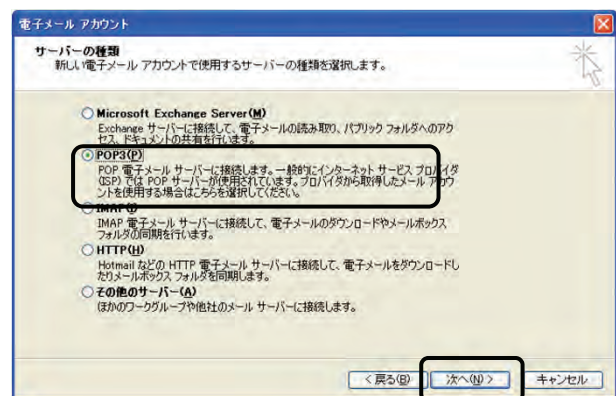 電子メール アカウント
サーバーの種類
新しい電子メール アカウントで使用するサーバーの種類を選択します。
Microsoft Exchange Server(M)
Exchange サーバーに接続して、電子メールの読み取り、パブリック フォルダへのアク
セス、ドキュメントの共有を行います。
POP3(P)
POP 電子メール サーバーに接続します。一般的にインターネット サービス プロバイダ
(ISP) では POP サーバーが使用されています。プロバイダから取得したメール アカウ
ントを使用する場合はこちらを選択してください。
IMAP(I)
IMAP 電子メール サーバーに接続して、電子メールのダウンロードやメールボックス
フォルダの同期を行います。
HTTP(H)
Hotmail などの HTTP 電子メール サーバーに接続して、電子メールをダウンロードし
たりメールボックス フォルダを同期します。
その他のサーバー(A)
ほかのワークグループや他社のメール サーバーに接続します。
< 戻る(B) 次へ(N) > キャンセル